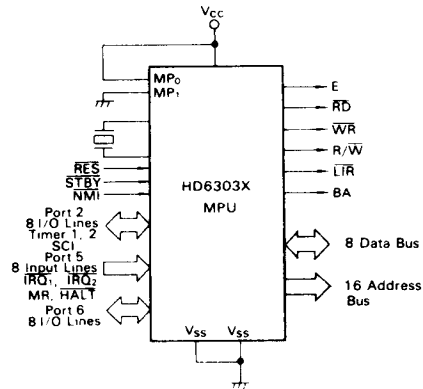 VCC
MP0
MP1
E
RD
WR
R/W
LIR
BA
RES
STBY
NMI
HD6303X
MPU
Port 2
8 I/O Lines
Timer 1, 2
SCI
Port 5
8 Input Lines
IRQ1, IRQ2
MR, HALT
Port 6
8 I/O Lines
8 Data Bus
16 Address
Bus
VSS VSS